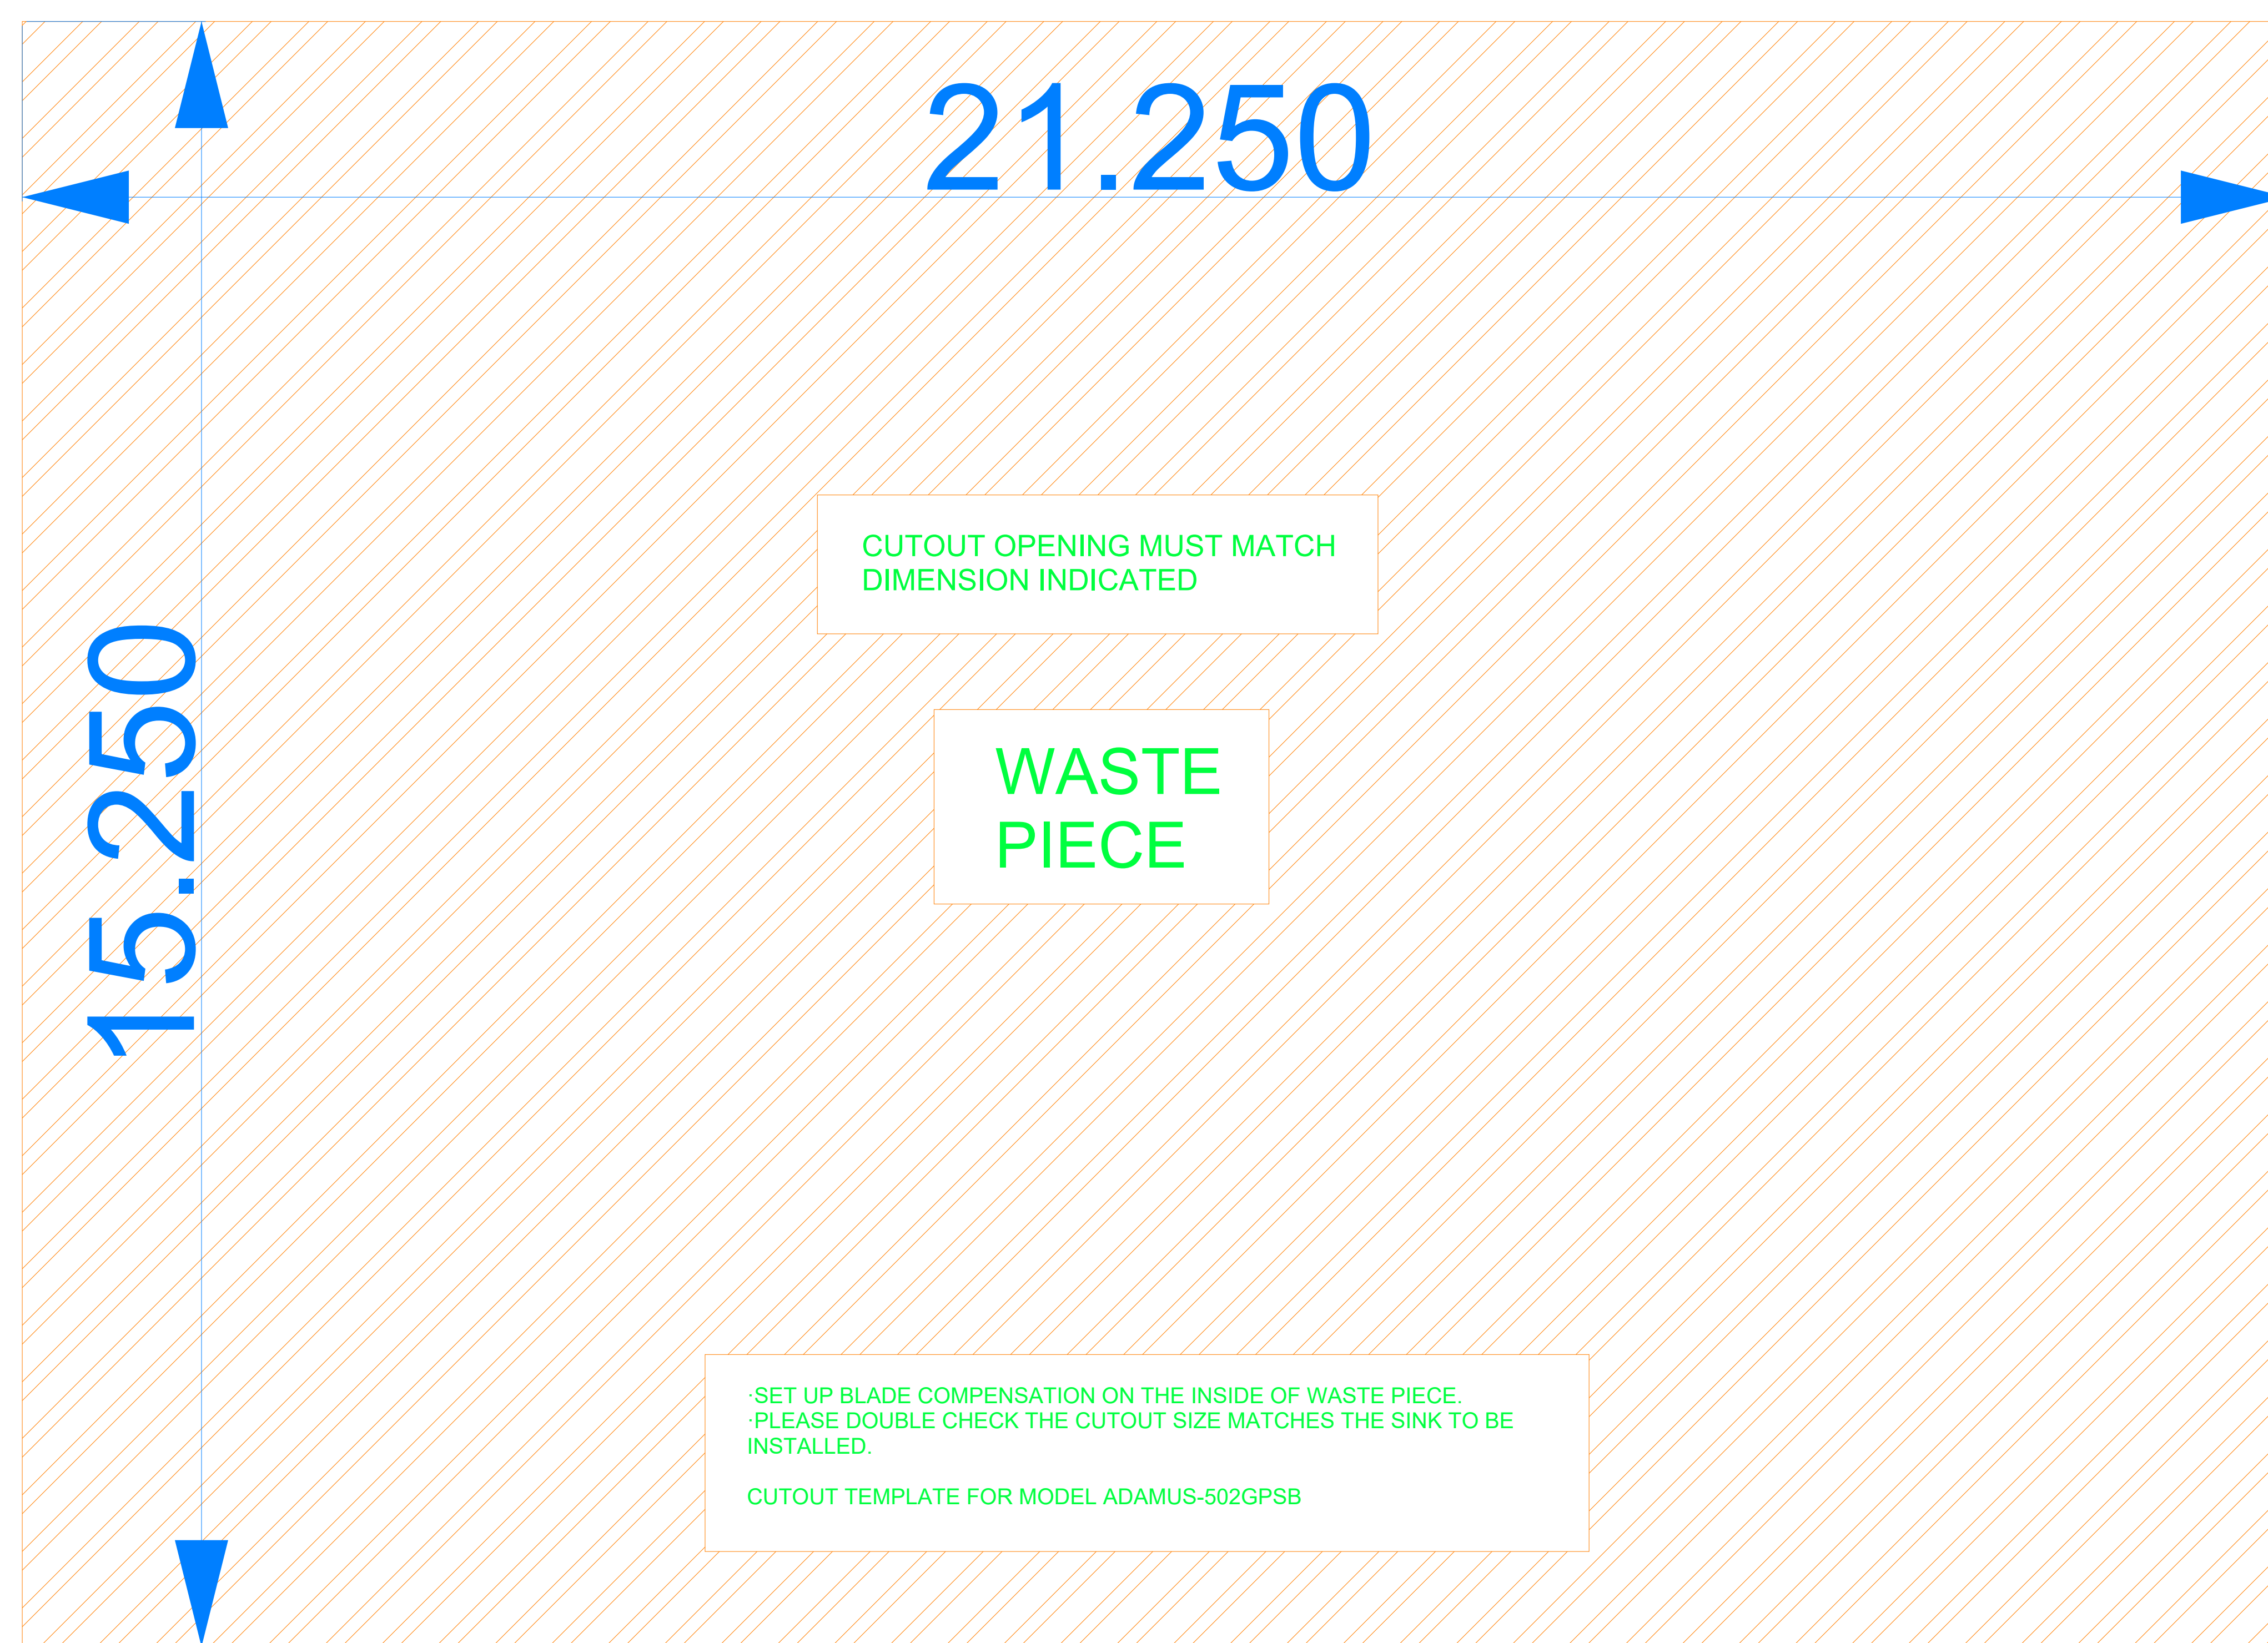 21.250
CUTOUT OPENING MUST MATCH
DIMENSION INDICATED
15.250
WASTE
PIECE
·SET UP BLADE COMPENSATION ON THE INSIDE OF WASTE PIECE.
·PLEASE DOUBLE CHECK THE CUTOUT SIZE MATCHES THE SINK TO BE
INSTALLED.
CUTOUT TEMPLATE FOR MODEL ADAMUS-502GPSB